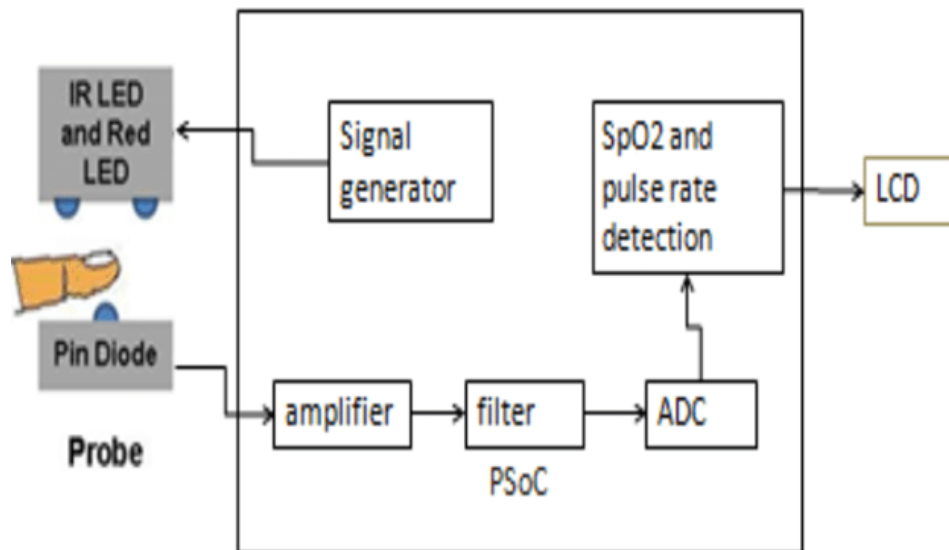 IR LED
and Red
LED
Signal
generator
SpO2 and
pulse rate
detection
LCD
Pin Diode
amplifier
filter
ADC
Probe
PSoC